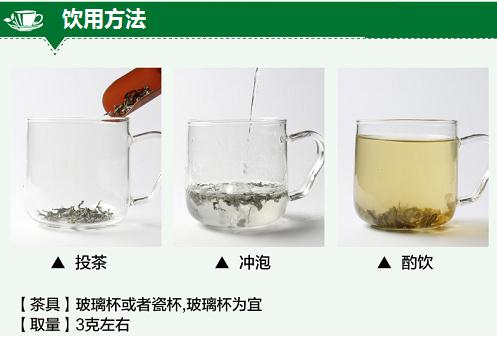 饮用方法
▲ 投茶
▲ 冲泡
▲ 酌饮
【茶具】玻璃杯或者瓷杯,玻璃杯为宜
【取量】3克左右